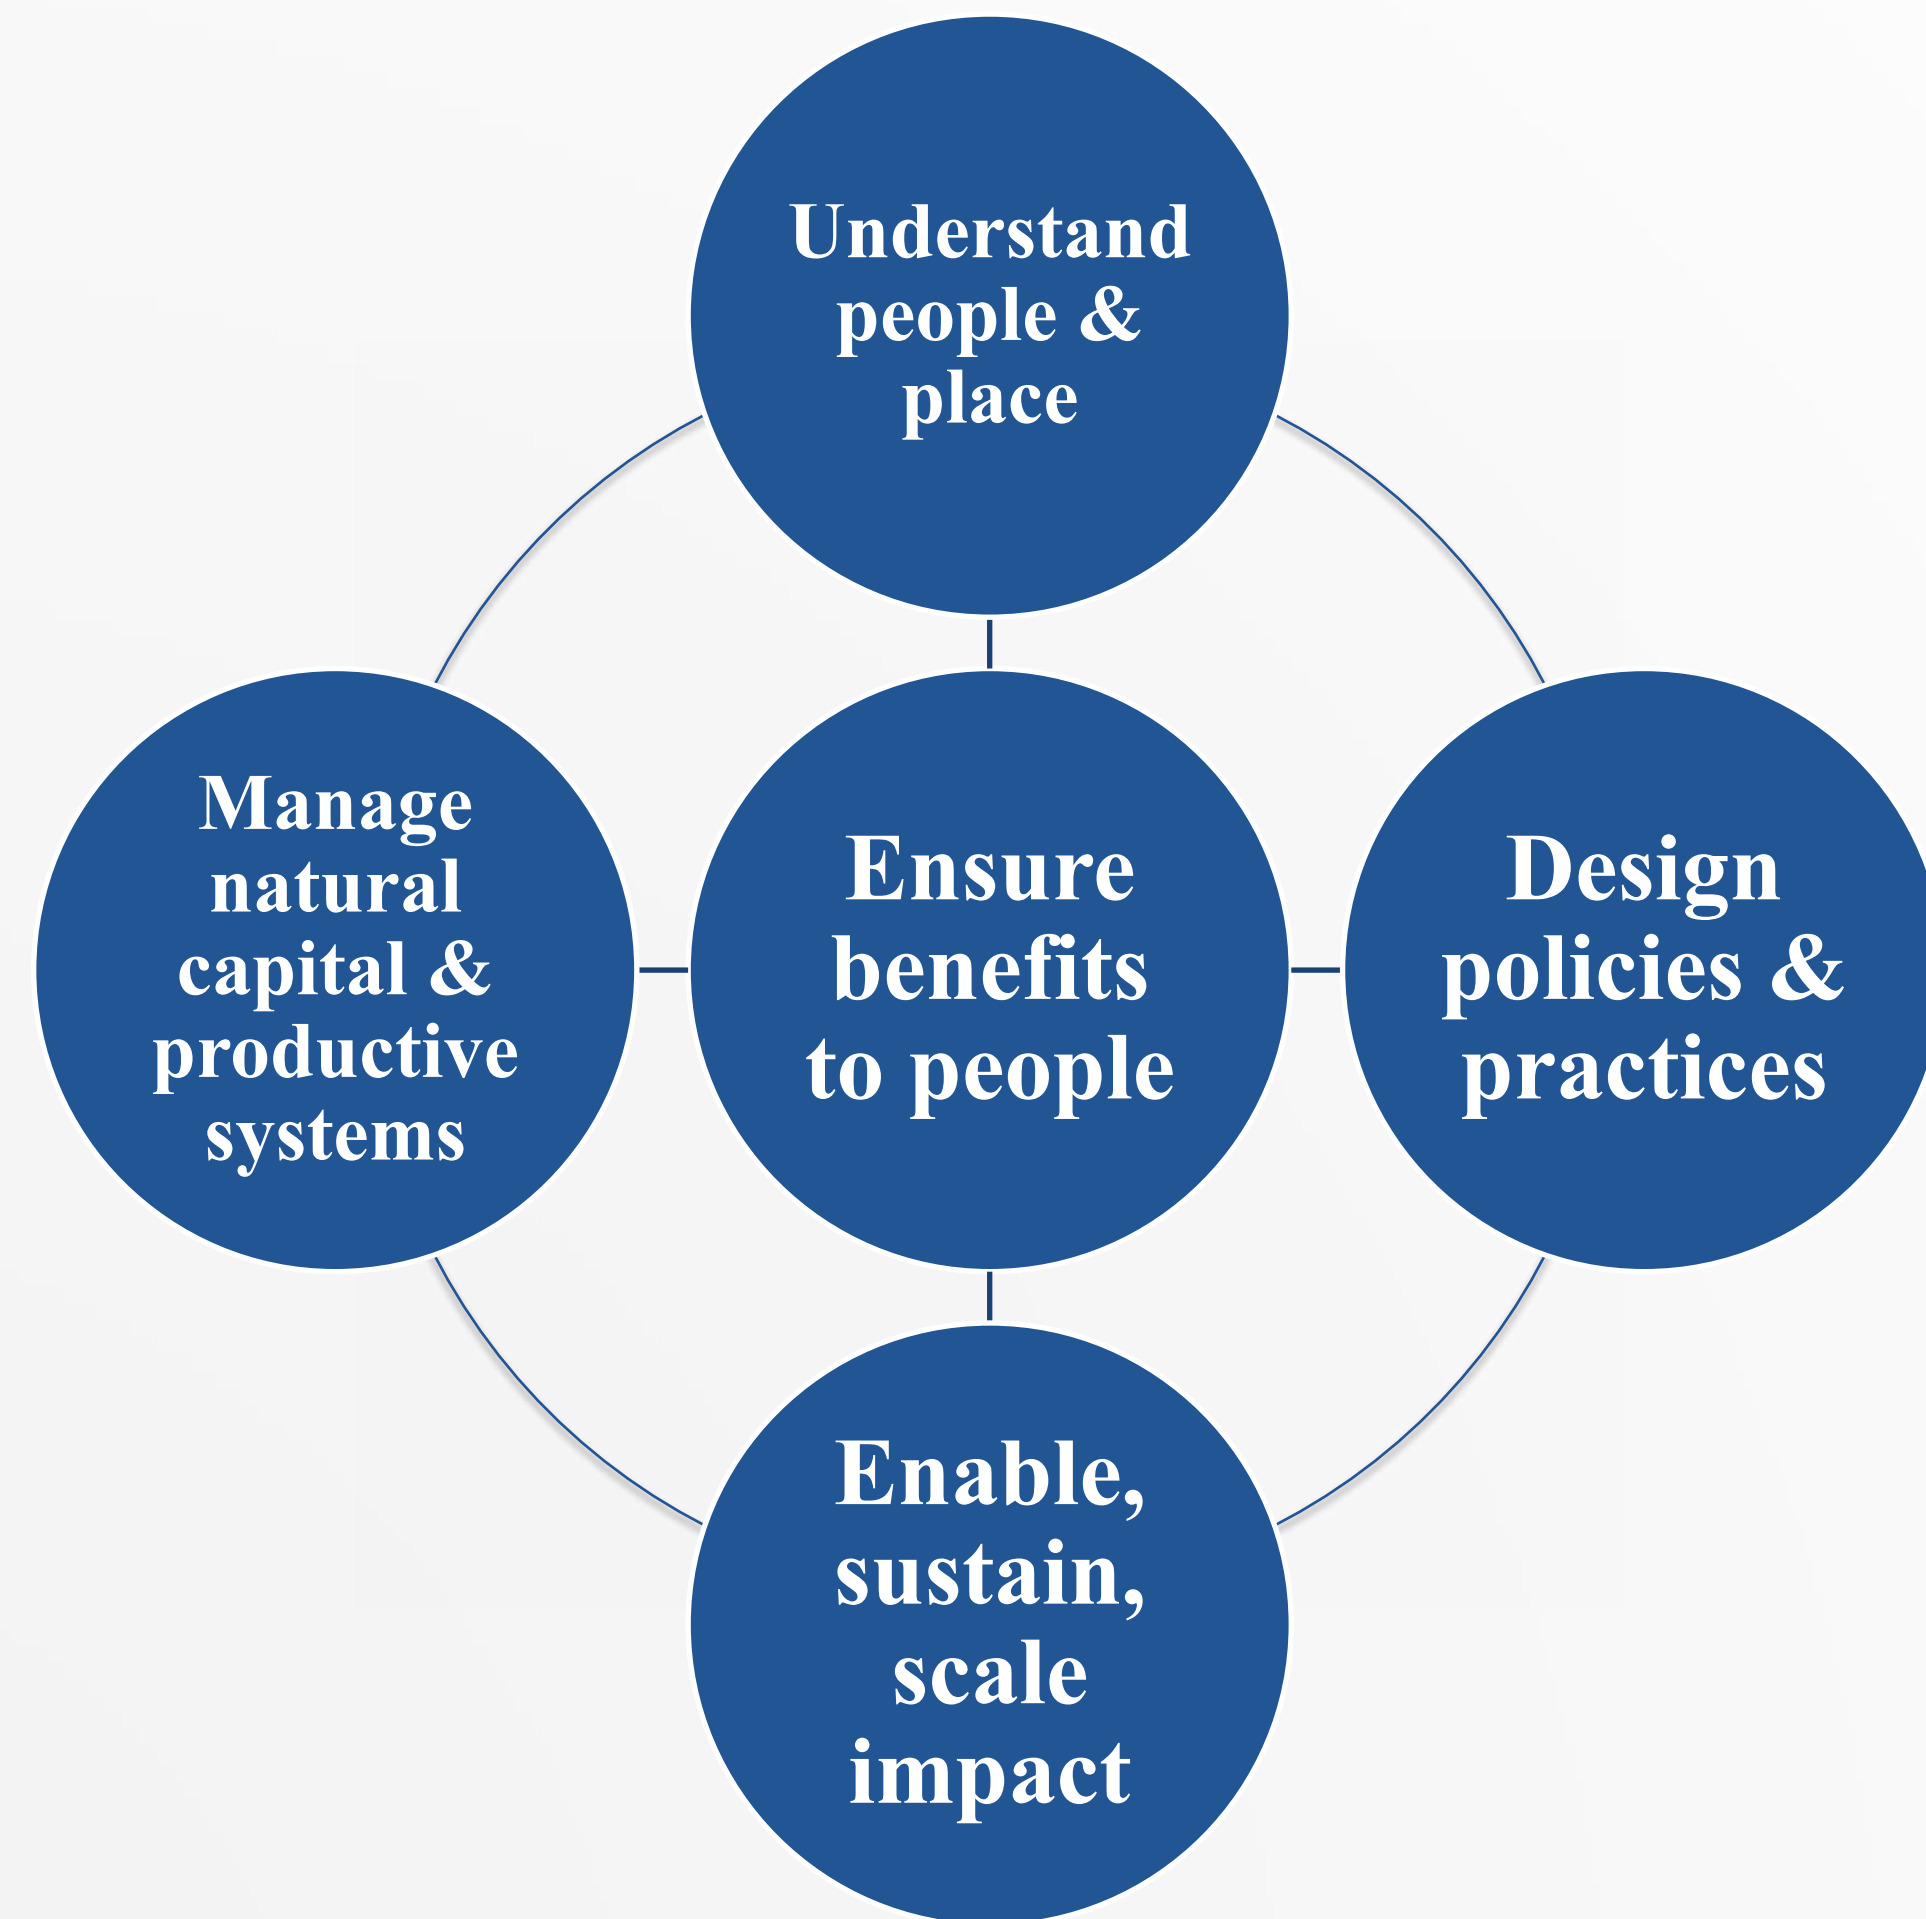 Understand
people &
place
Manage
natural
capital &
productive
systems
Ensure
benefits
to people
Design
policies &
practices
Enable,
sustain,
scale
impact